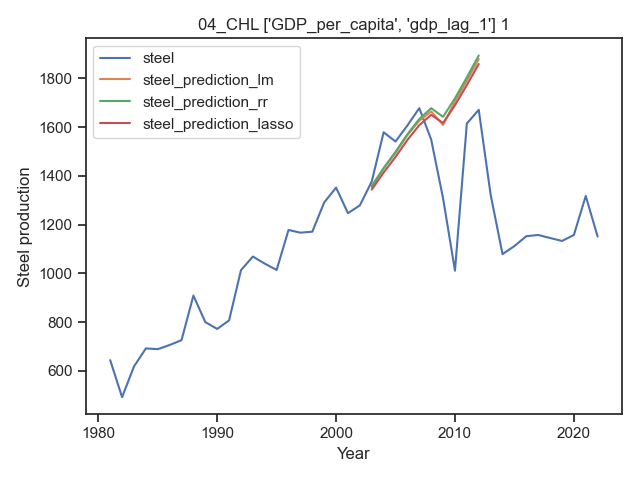 04_CHL ['GDP_per_capita', 'gdp_lag_1'] 1
steel
steel_prediction_lm
steel_prediction_rr
steel_prediction_lasso
Steel production
1800
1600
1400
1200
1000
800
600
1980
1990
2000
2010
2020
Year